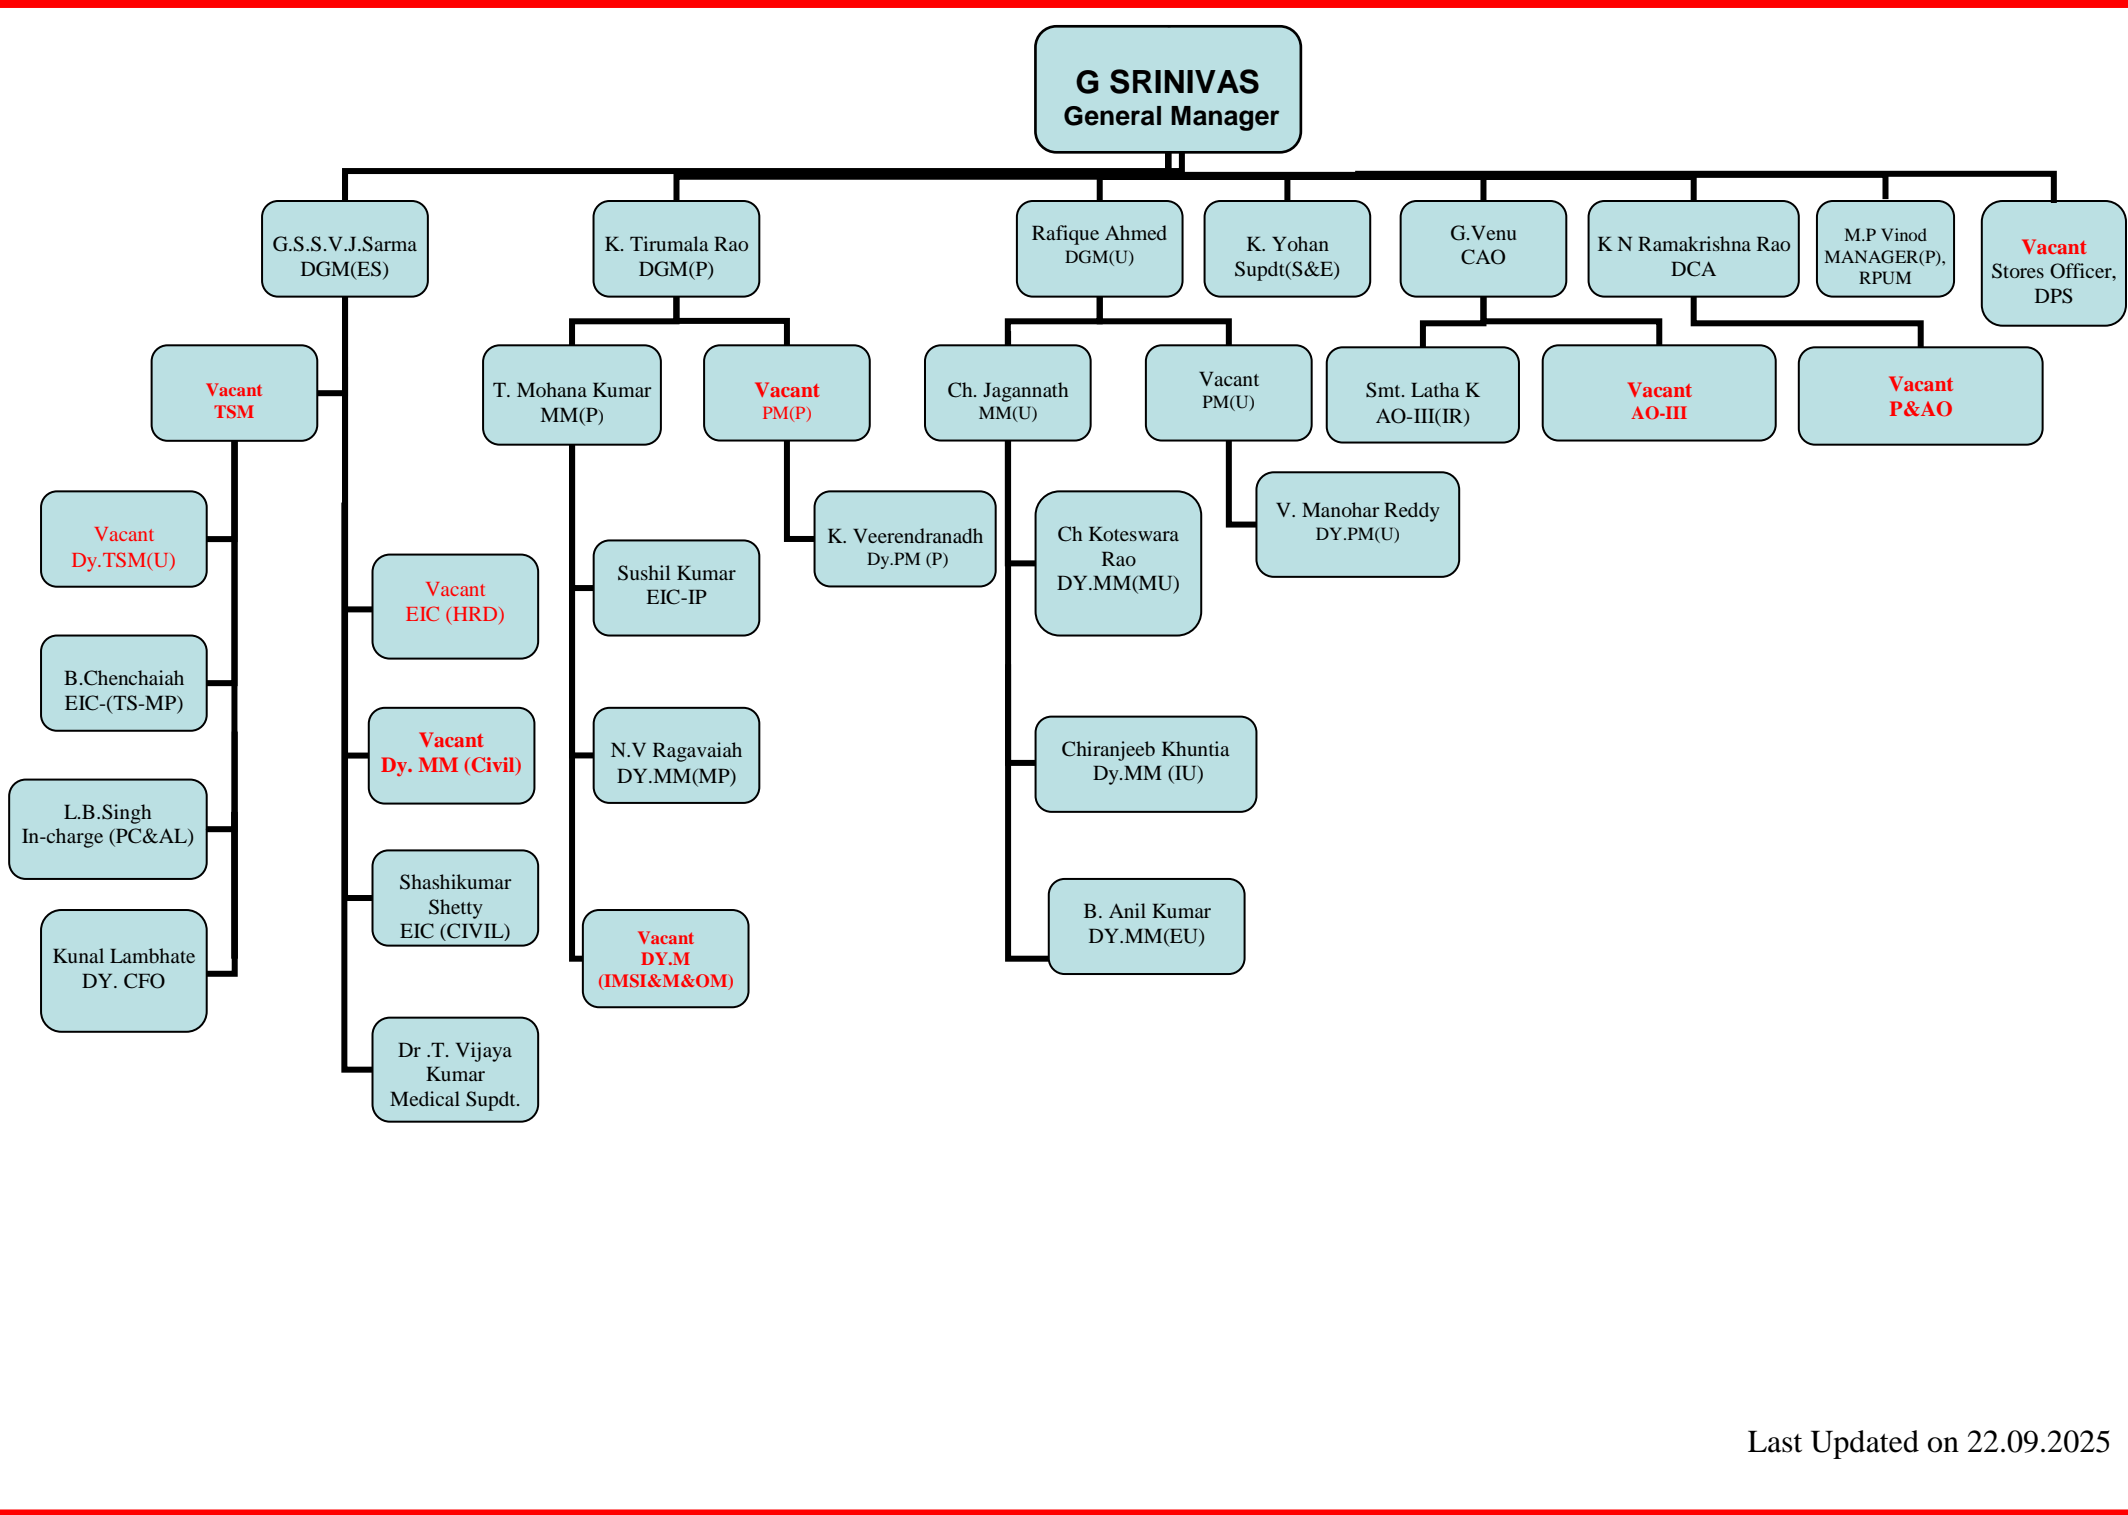 G SRINIVAS
General Manager
G.S.S.V.J.Sarma
DGM(ES)
K. Tirumala Rao
DGM(P)
Rafique Ahmed
DGM(U)
K. Yohan
Supdt(S&E)
G.Venu
CAO
K N Ramakrishna Rao
DCA
M.P Vinod
MANAGER(P),
RPUM
Vacant
Stores Officer,
DPS
Vacant
TSM
T. Mohana Kumar
MM(P)
Vacant
PM(P)
Ch. Jagannath
MM(U)
Vacant
PM(U)
Smt. Latha K
AO-III(IR)
Vacant
AO-III
Vacant
P&AO
Vacant
Dy.TSM(U)
Vacant
EIC (HRD)
Sushil Kumar
EIC-IP
K. Veerendranadh
Dy.PM (P)
Ch Koteswara
Rao
DY.MM(MU)
V. Manohar Reddy
DY.PM(U)
B.Chenchaiah
EIC-(TS-MP)
Vacant
Dy. MM (Civil)
N.V Ragavaiah
DY.MM(MP)
Chiranjeeb Khuntia
Dy.MM (IU)
L.B.Singh
In-charge (PC&AL)
Shashikumar
Shetty
EIC (CIVIL)
Vacant
DY.M
(IMSI&M&OM)
B. Anil Kumar
DY.MM(EU)
Kunal Lambhate
DY. CFO
Dr .T. Vijaya
Kumar
Medical Supdt.
Last Updated on 22.09.2025